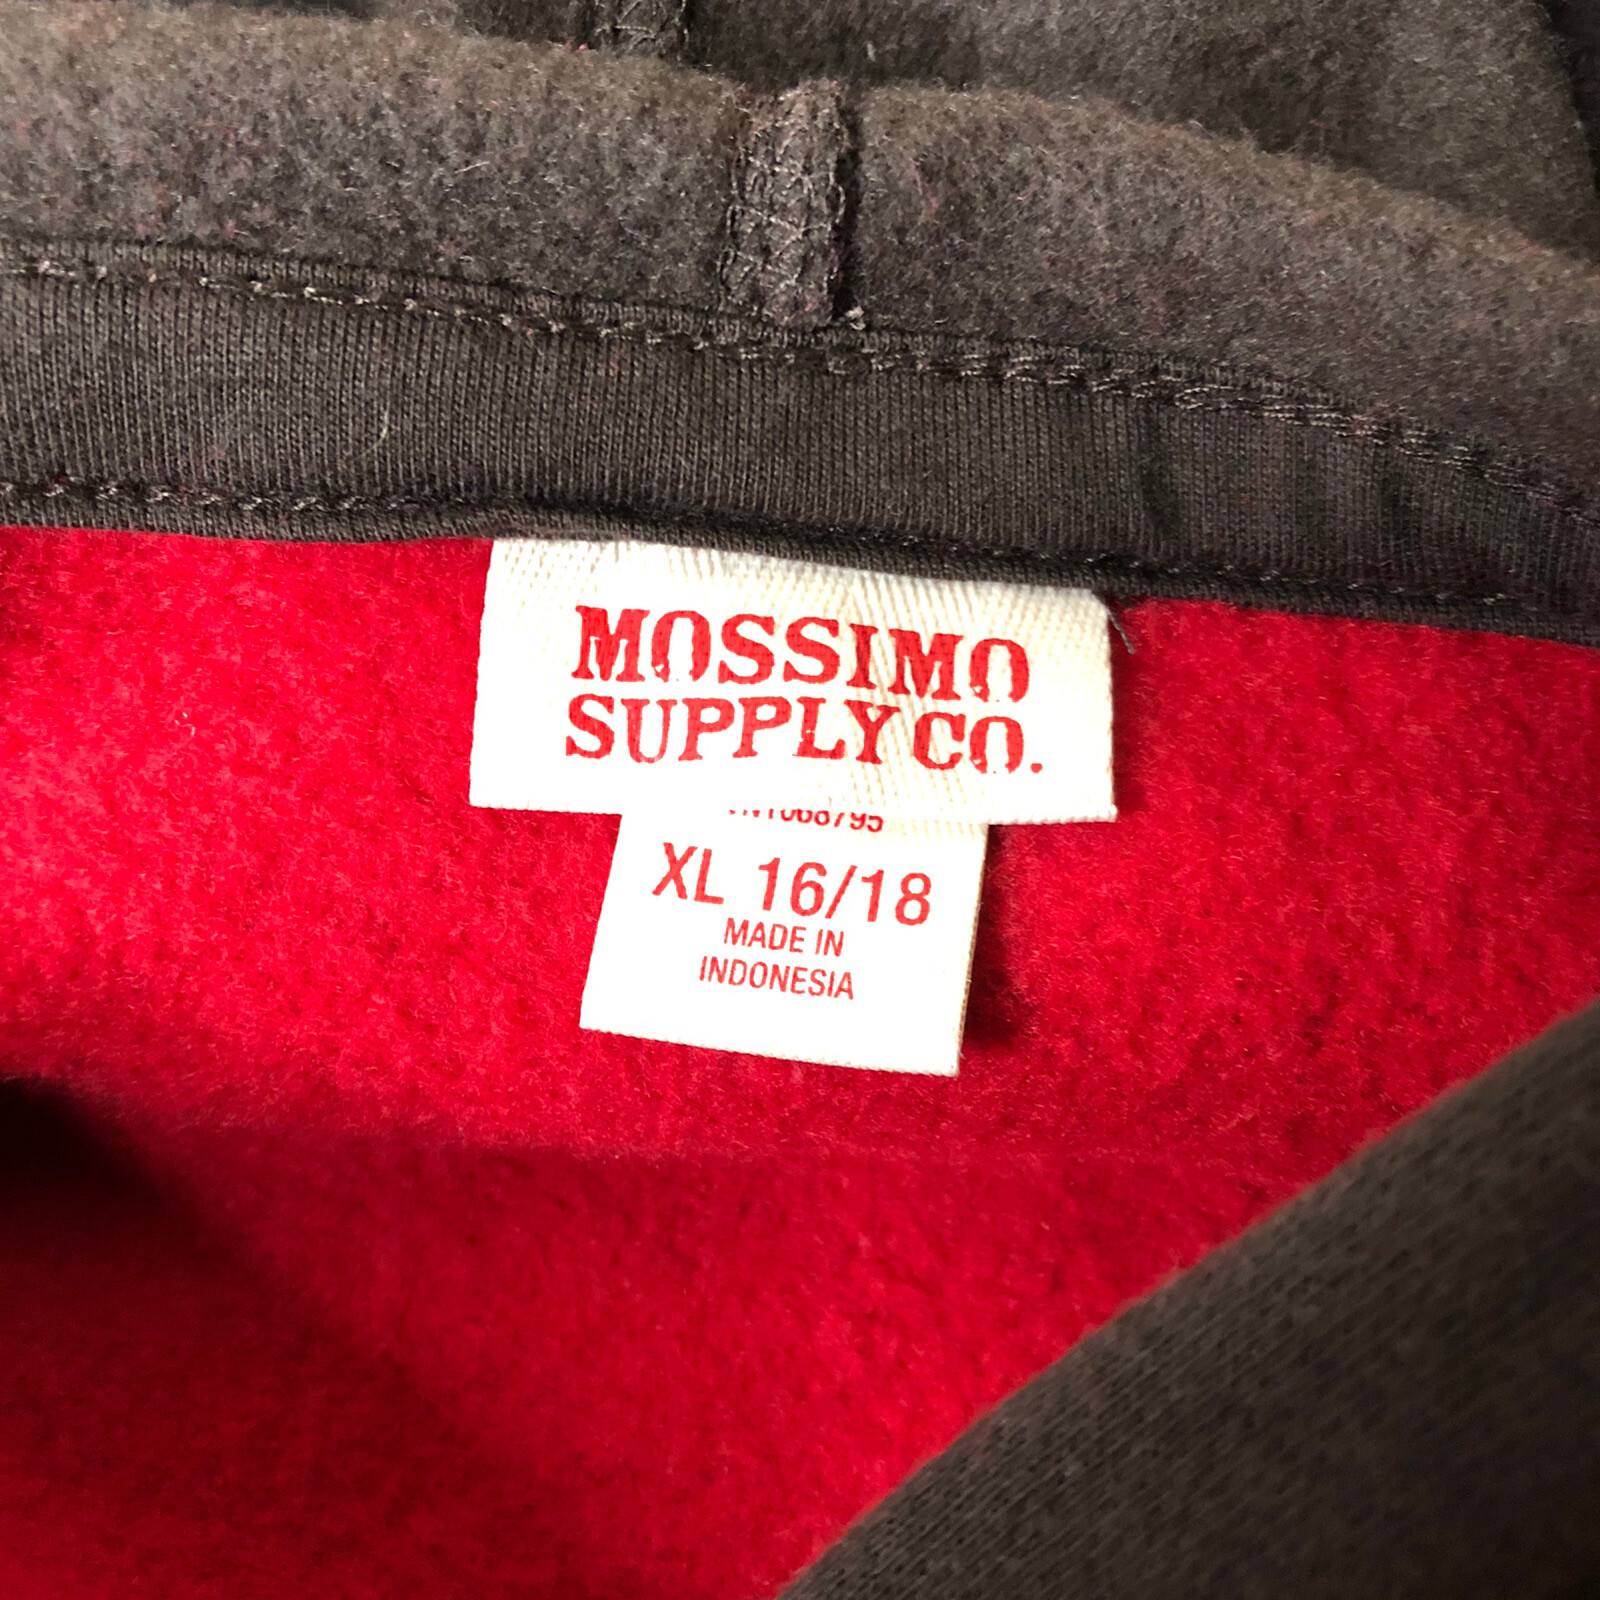 MOSSIMO
SUPPLY CO.
XL 16/18
MADE IN
INDONESIA